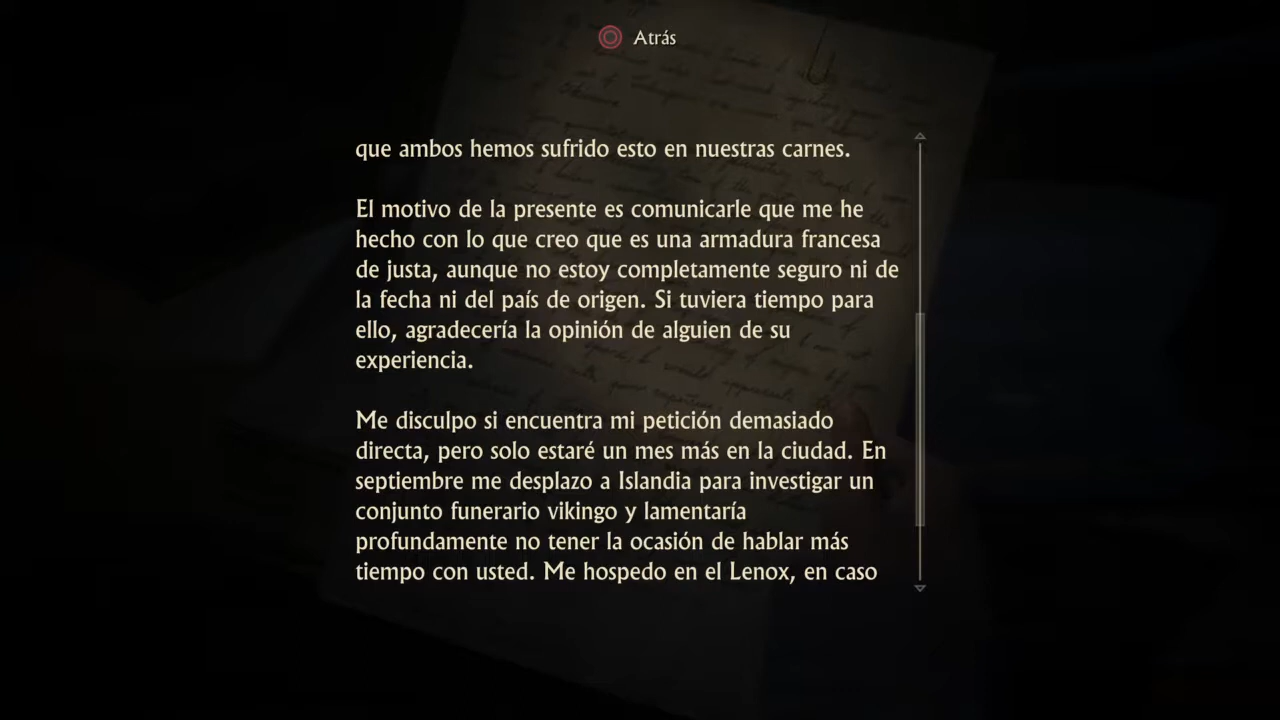 Atrás
que ambos hemos sufrido esto en nuestras carnes.
El motivo de la presente es comunicarle que me he
hecho con lo que creo que es una armadura francesa
de justa, aunque no estoy completamente seguro ni de
la fecha ni del país de origen. Si tuviera tiempo para
ello, agradecería la opinión de alguien de su
experiencia.
Me disculpo si encuentra mi petición demasiado
directa, pero solo estaré un mes más en la ciudad. En
septiembre me desplazo a Islandia para investigar un
conjunto funerario vikingo y lamentaría
profundamente no tener la ocasión de hablar más
tiempo con usted. Me hospedo en el Lenox, en caso